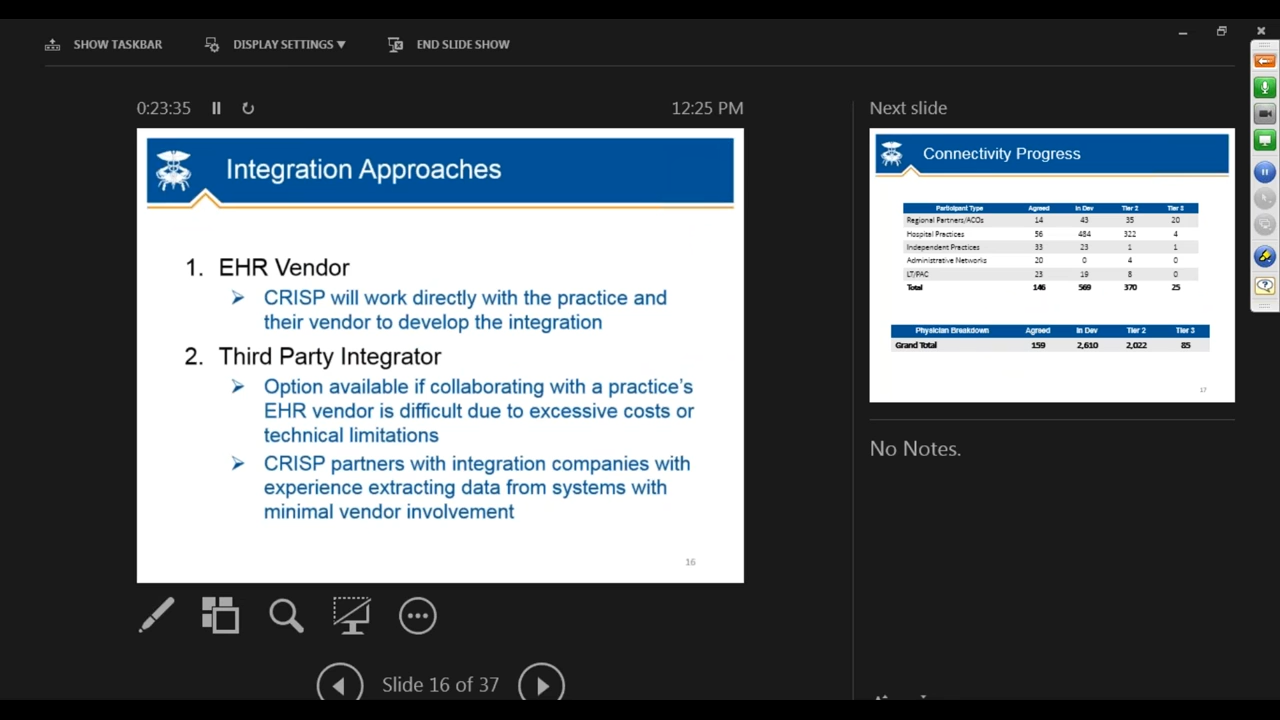 SHOW TASKBAR DISPLAY SETTINGS ▼ END SLIDE SHOW
0:23:35 12:25 PM
Integration Approaches
1. EHR Vendor
➢ CRISP will work directly with the practice and
their vendor to develop the integration
2. Third Party Integrator
➢ Option available if collaborating with a practice's
EHR vendor is difficult due to excessive costs or
technical limitations
➢ CRISP partners with integration companies with
experience extracting data from systems with
minimal vendor involvement
16
Slide 16 of 37
Next slide
Connectivity Progress
Participant Type Agreed In Dev Tier 2 Tier 3
Regional Partners/ACOs 14 43 35 20
Hospital Practices 56 484 322 4
Independent Practices 33 23 1 1
Administrative Networks 20 0 4 0
LT/PAC 23 19 8 0
Total 146 569 370 25
Physician Breakdown Agreed In Dev Tier 2 Tier 3
Grand Total 159 2,610 2,022 85
17
No Notes.